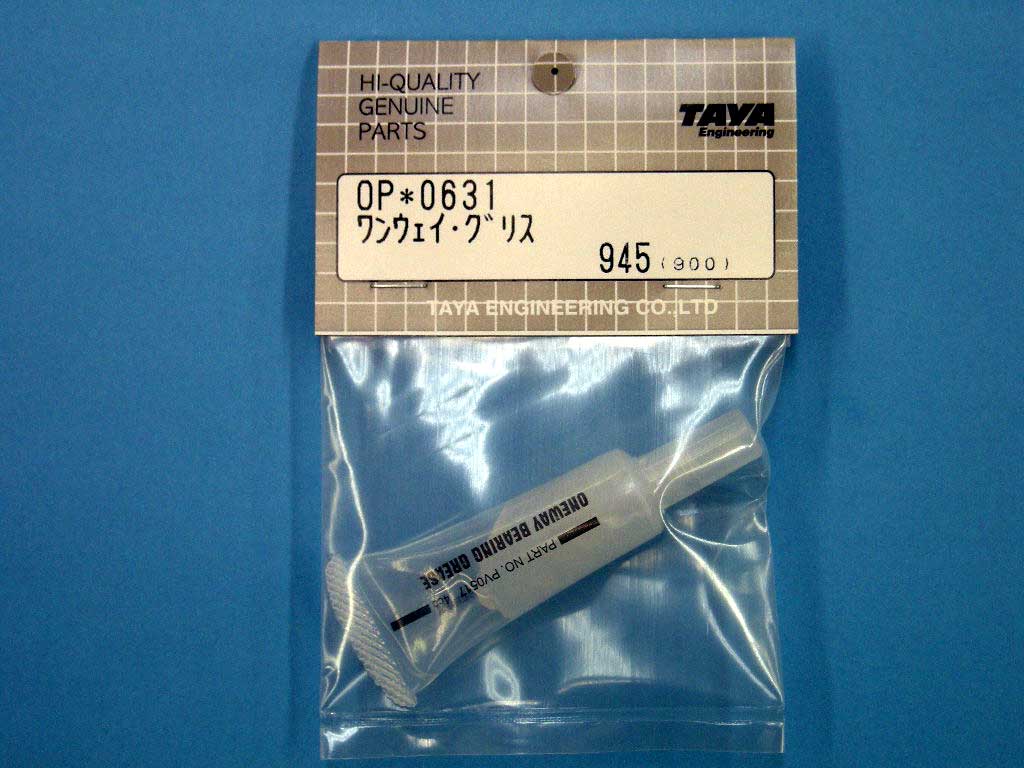 HI-QUALITY
GENUINE
PARTS
TAYA
Engineering
OP*0631
ワンウェイ・グリス
945 (900)
TAYA ENGINEERING CO.,LTD
ONEWAY BEARING GREASE
PART NO. PV0517